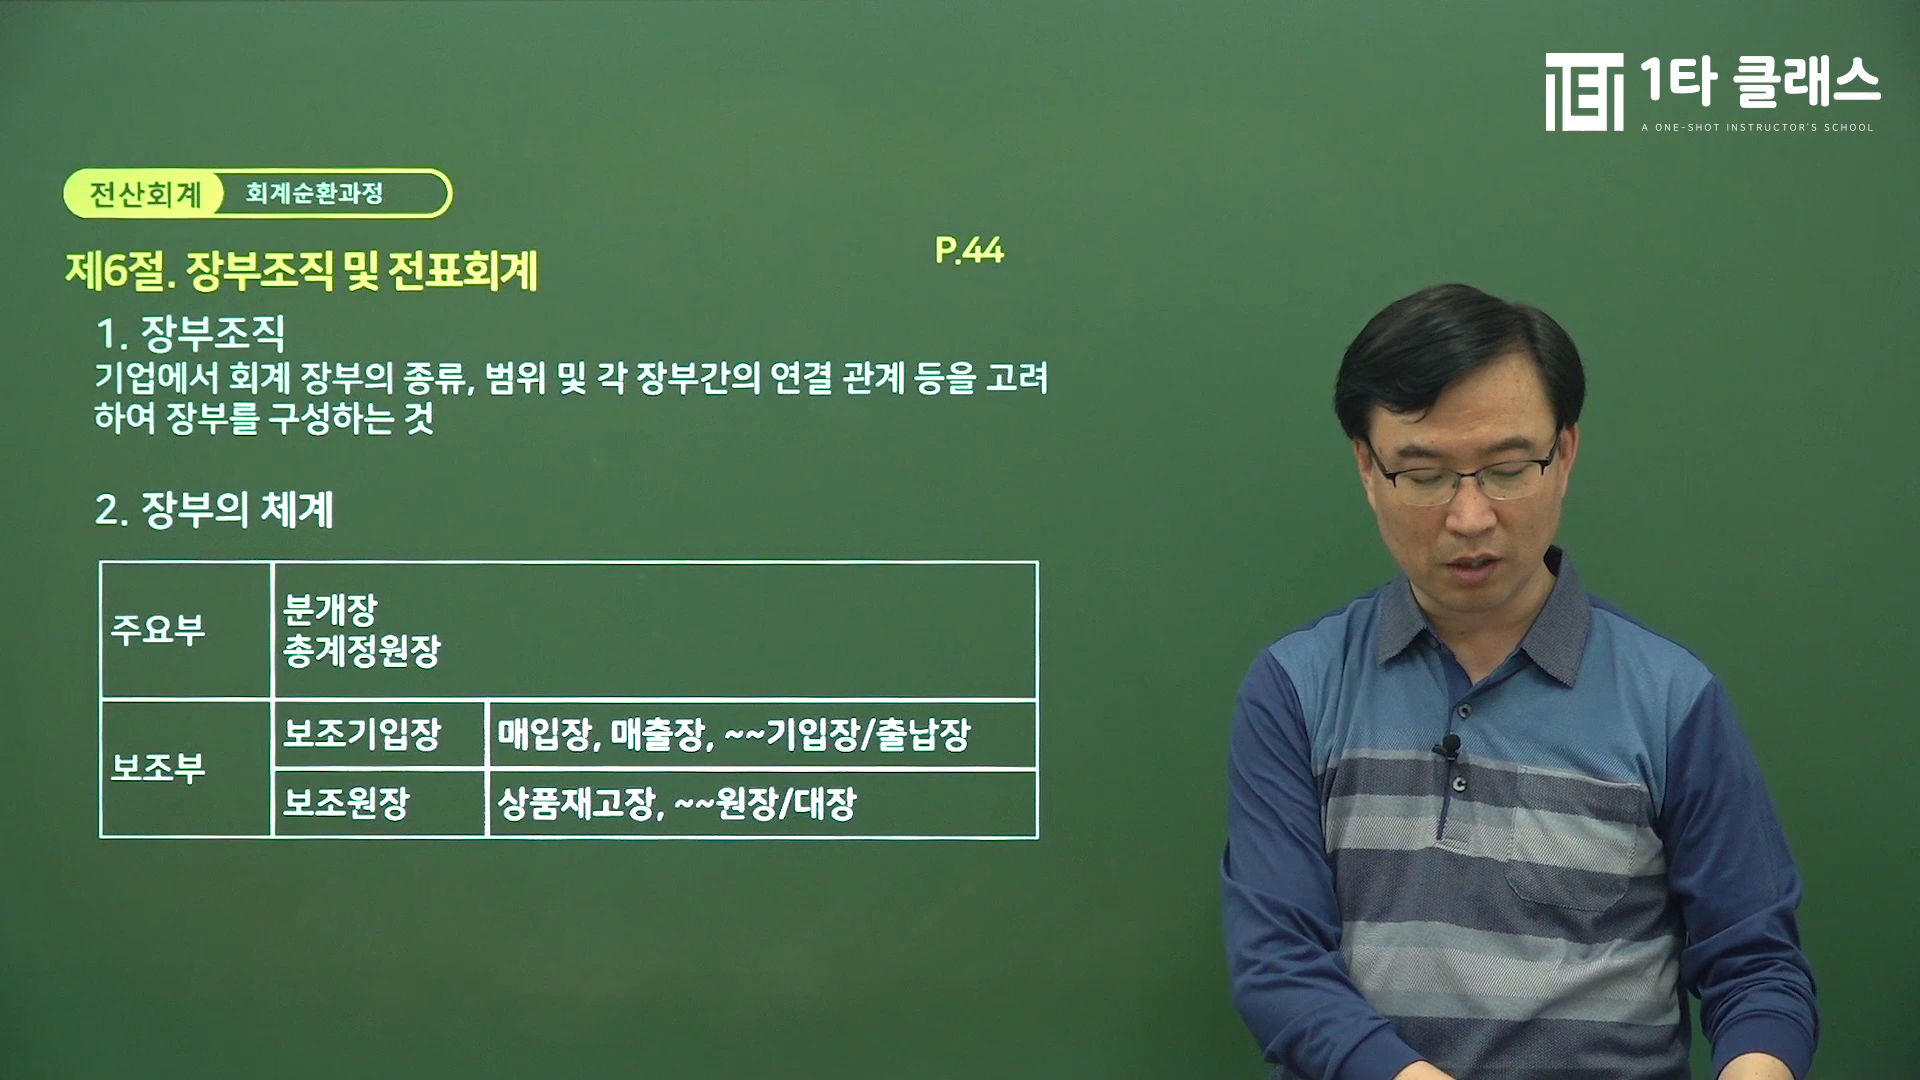 1타 클래스
A ONE-SHOT INSTRUCTOR'S SCHOOL
전산회계 회계순환과정
제6절. 장부조직 및 전표회계
P.44
1. 장부조직
기업에서 회계 장부의 종류, 범위 및 각 장부간의 연결 관계 등을 고려
하여 장부를 구성하는 것
2. 장부의 체계
주요부
분개장
총계정원장
보조부
보조기입장
매입장, 매출장, ~~기입장/출납장
보조원장
상품재고장, ~~원장/대장